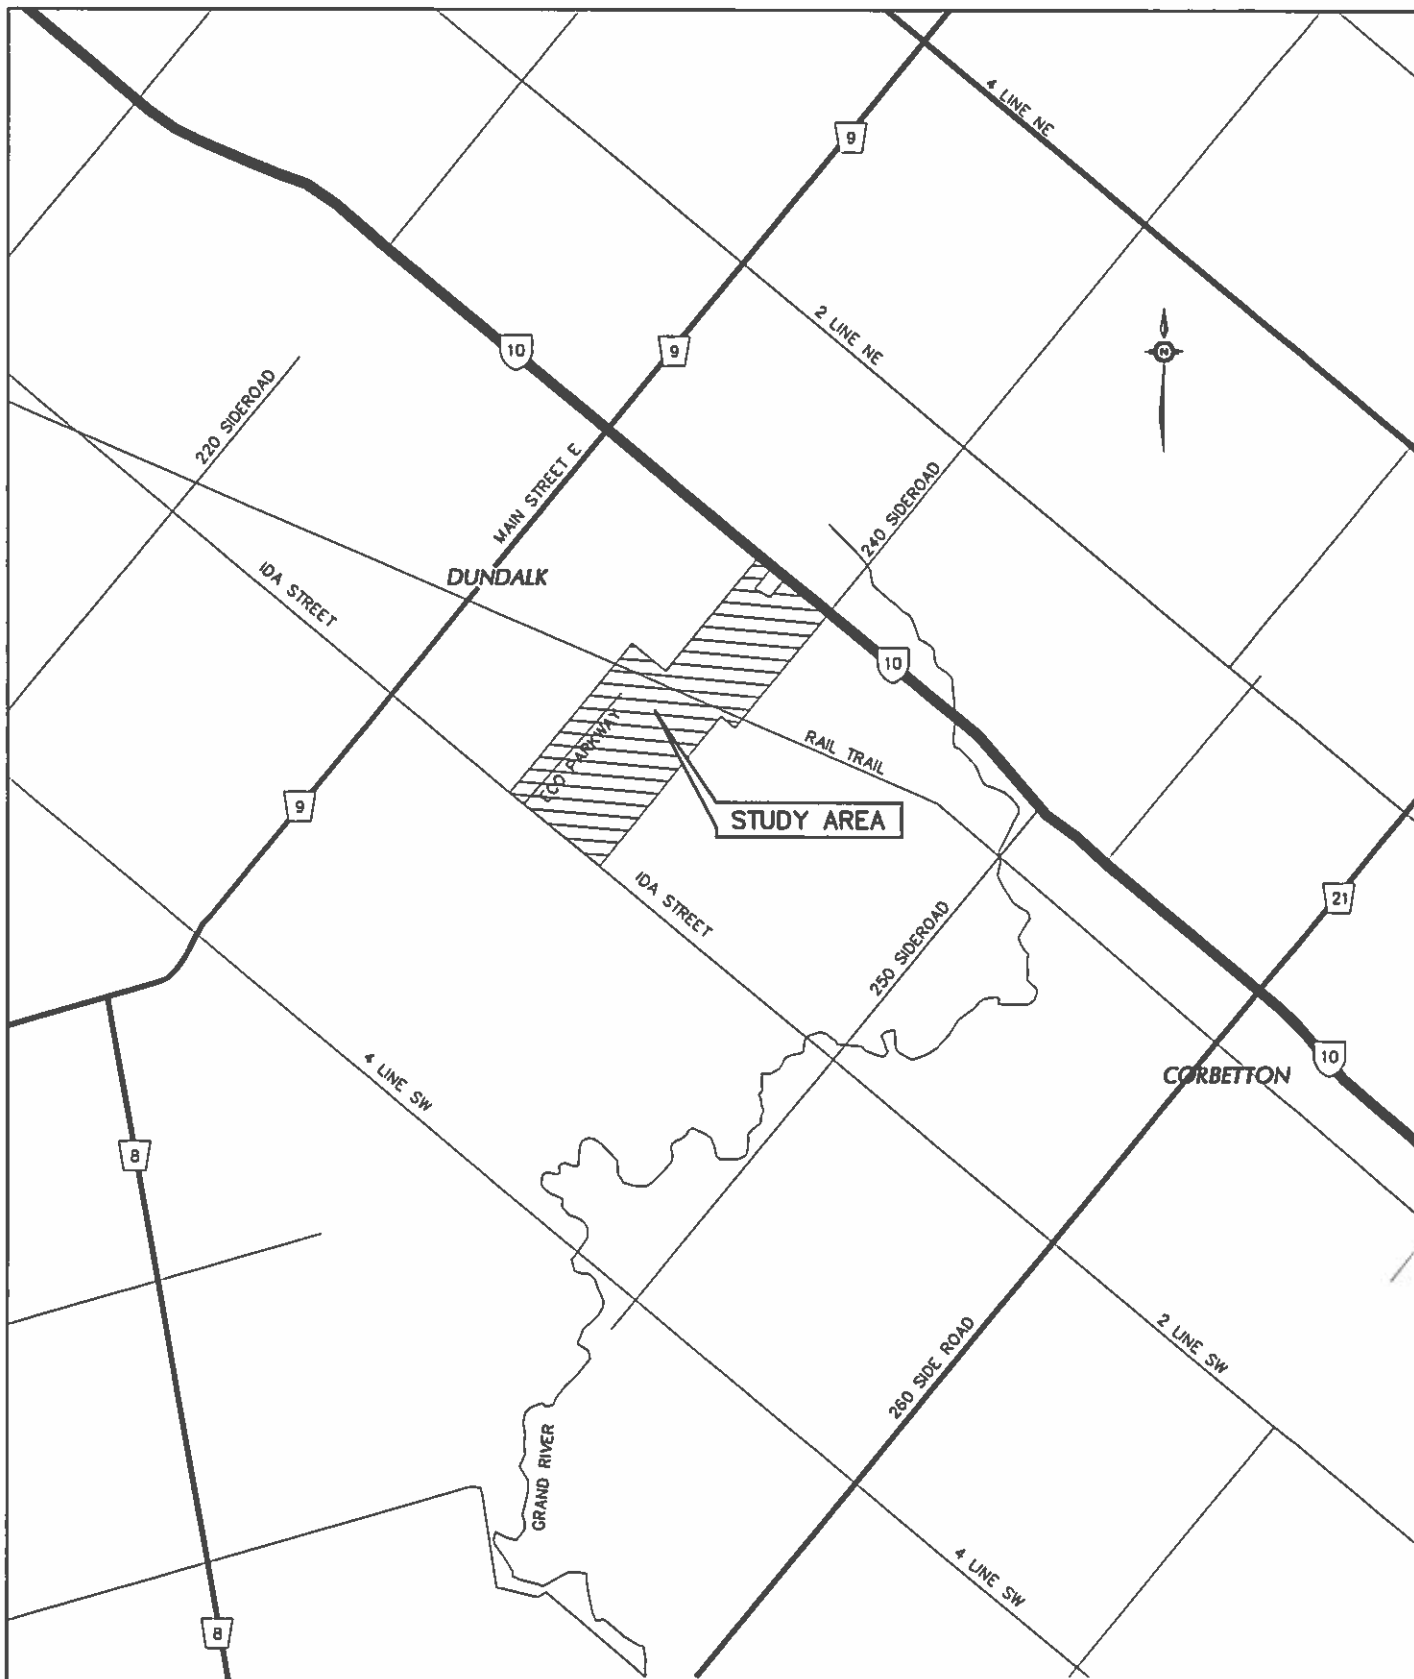 4 LINE NE
9
2 LINE NE
N
10
9
220 SIDEROAD
MAIN STREET E
240 SIDEROAD
DUNDALK
IDA STREET
10
ECO PARKWAY
RAIL TRAIL
9
STUDY AREA
IDA STREET
21
250 SIDEROAD
4 LINE SW
10
CORBETTON
8
2 LINE SW
260 SIDE ROAD
GRAND RIVER
4 LINE SW
8